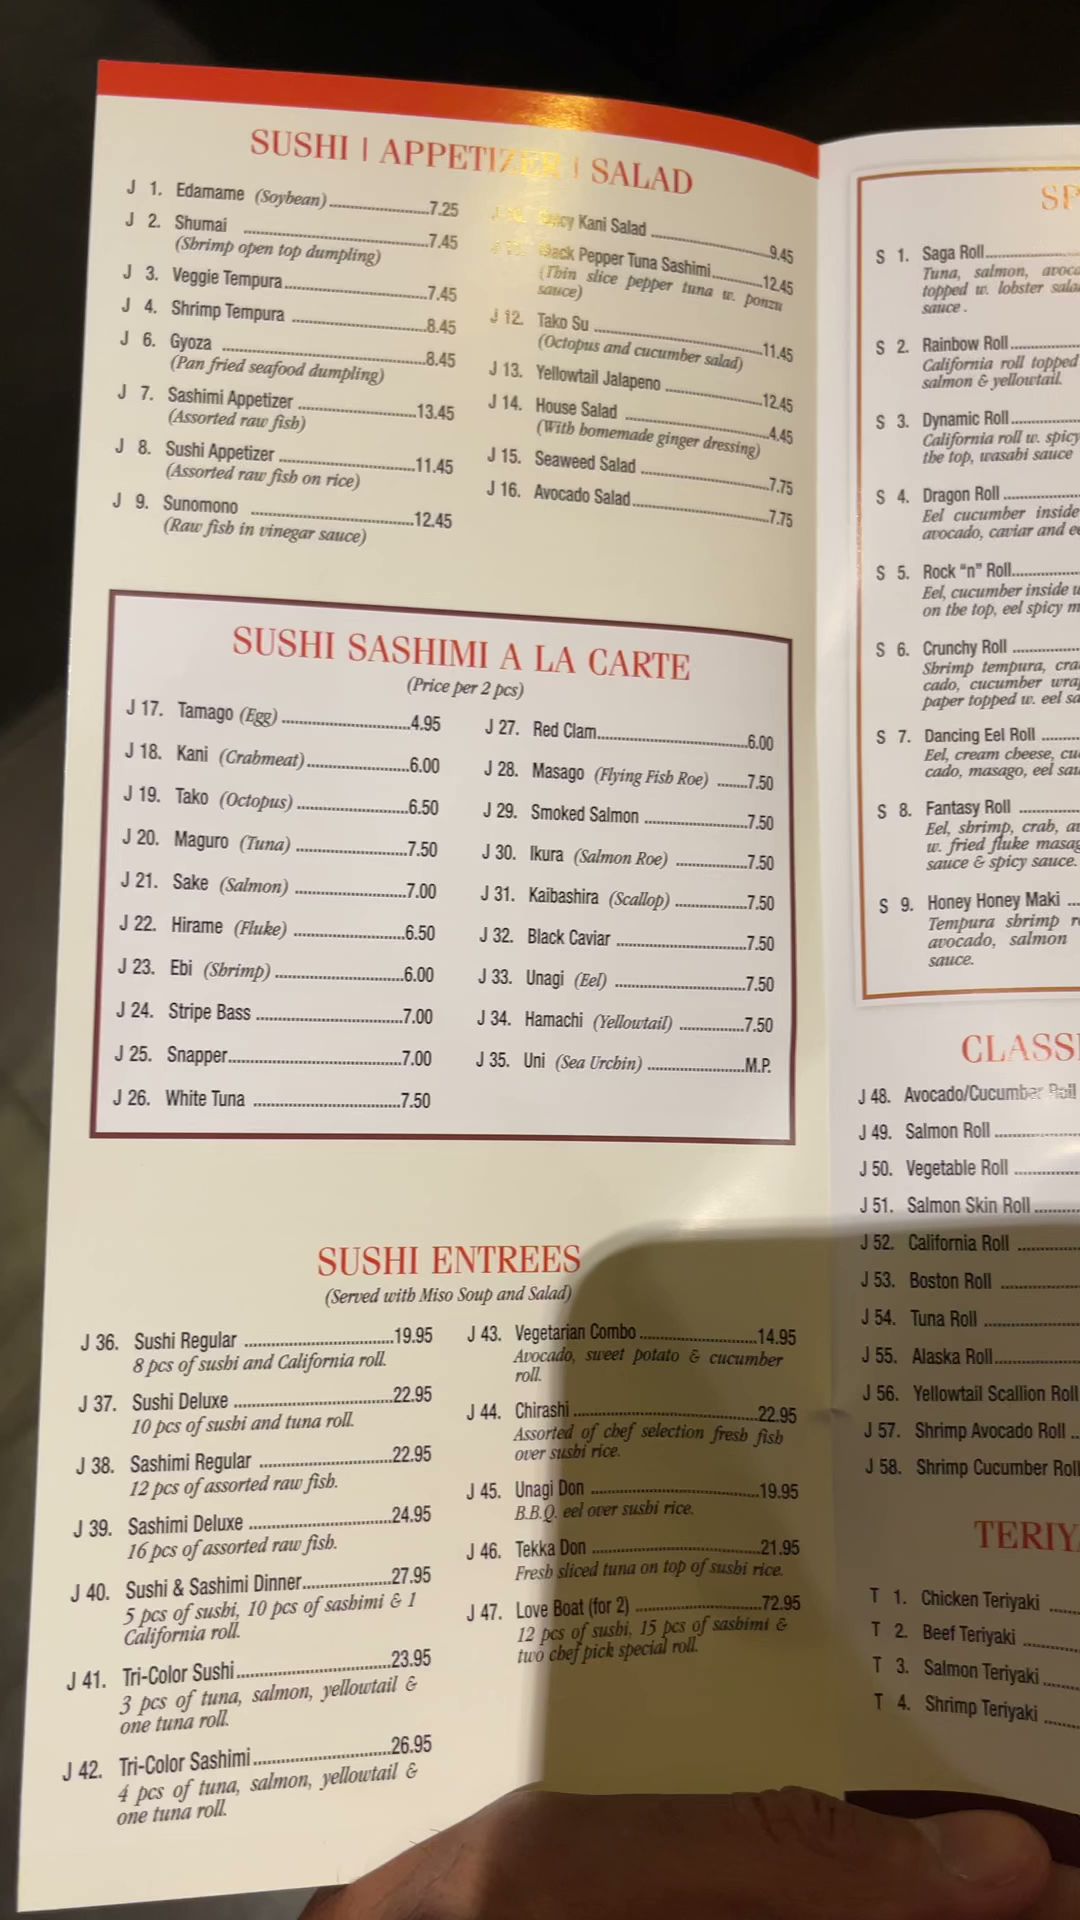 SUSHI | APPETIZER | SALAD
J 1. Edamame (Soybean) 7.25
J 2. Shumai 7.45
(Shrimp open top dumpling)
J 3. Veggie Tempura 7.45
J 4. Shrimp Tempura 8.45
J 6. Gyoza 8.45
(Pan fried seafood dumpling)
J 7. Sashimi Appetizer 13.45
(Assorted raw fish)
J 8. Sushi Appetizer 11.45
(Assorted raw fish on rice)
J 9. Sunomono 12.45
(Raw fish in vinegar sauce)
Kani Salad 9.45
Pepper Tuna Sashimi 12.45
(Thin slice pepper tuna w. ponzu
sauce)
J 12. Tako Su 11.45
(Octopus and cucumber salad)
J 13. Yellowtail Jalapeno 12.45
J 14. House Salad 4.45
(With homemade ginger dressing)
J 15. Seaweed Salad 7.75
J 16. Avocado Salad 7.75
SUSHI SASHIMI A LA CARTE
(Price per 2 pcs)
J 17. Tamago (Egg) 4.95
J 18. Kani (Crabmeat) 6.00
J 19. Tako (Octopus) 6.50
J 20. Maguro (Tuna) 7.50
J 21. Sake (Salmon) 7.00
J 22. Hirame (Fluke) 6.50
J 23. Ebi (Shrimp) 6.00
J 24. Stripe Bass 7.00
J 25. Snapper 7.00
J 26. White Tuna 7.50
J 27. Red Clam 6.00
J 28. Masago (Flying Fish Roe) 7.50
J 29. Smoked Salmon 7.50
J 30. Ikura (Salmon Roe) 7.50
J 31. Kaibashira (Scallop) 7.50
J 32. Black Caviar 7.50
J 33. Unagi (Eel) 7.50
J 34. Hamachi (Yellowtail) 7.50
J 35. Uni (Sea Urchin) M.P.
SUSHI ENTREES
(Served with Miso Soup and Salad)
J 36. Sushi Regular 19.95
8 pcs of sushi and California roll.
J 37. Sushi Deluxe 22.95
10 pcs of sushi and tuna roll.
J 38. Sashimi Regular 22.95
12 pcs of assorted raw fish.
J 39. Sashimi Deluxe 24.95
16 pcs of assorted raw fish.
J 40. Sushi & Sashimi Dinner 27.95
5 pcs of sushi, 10 pcs of sashimi & 1
California roll.
J 41. Tri-Color Sushi 23.95
3 pcs of tuna, salmon, yellowtail &
one tuna roll.
J 42. Tri-Color Sashimi 26.95
4 pcs of tuna, salmon, yellowtail &
one tuna roll.
J 43. Vegetarian Combo 14.95
Avocado, sweet potato & cucumber
roll.
J 44. Chirashi 22.95
Assorted of chef selection fresh fish
over sushi rice.
J 45. Unagi Don 19.95
B.B.Q. eel over sushi rice.
J 46. Tekka Don 21.95
Fresh sliced tuna on top of sushi rice.
J 47. Love Boat (for 2) 72.95
12 pcs of sushi, 15 pcs of sashimi &
two chef pick special roll.
S 1. Saga Roll
Tuna, salmon,
topped w. lobster
sauce .
S 2. Rainbow Roll
California roll topped
salmon & yellowtail.
S 3. Dynamic Roll
California roll w. spicy
the top, wasabi sauce
S 4. Dragon Roll
Eel cucumber inside
avocado, caviar and
S 5. Rock "n" Roll
Eel, cucumber inside
on the top, eel spicy
S 6. Crunchy Roll
Shrimp tempura,
cado, cucumber
paper topped w. eel
S 7. Dancing Eel Roll
Eel, cream cheese,
cado, masago, eel
S 8. Fantasy Roll
Eel, shrimp, crab,
w. fried fluke
sauce & spicy sauce.
S 9. Honey Honey Maki
Tempura shrimp
avocado, salmon
sauce.
J 48. Avocado/Cucumber Roll
J 49. Salmon Roll
J 50. Vegetable Roll
J 51. Salmon Skin Roll
J 52. California Roll
J 53. Boston Roll
J 54. Tuna Roll
J 55. Alaska Roll
J 56. Yellowtail Scallion Roll
J 57. Shrimp Avocado Roll
J 58. Shrimp Cucumber Roll
T 1. Chicken Teriyaki
T 2. Beef Teriyaki
T 3. Salmon Teriyaki
T 4. Shrimp Teriyaki